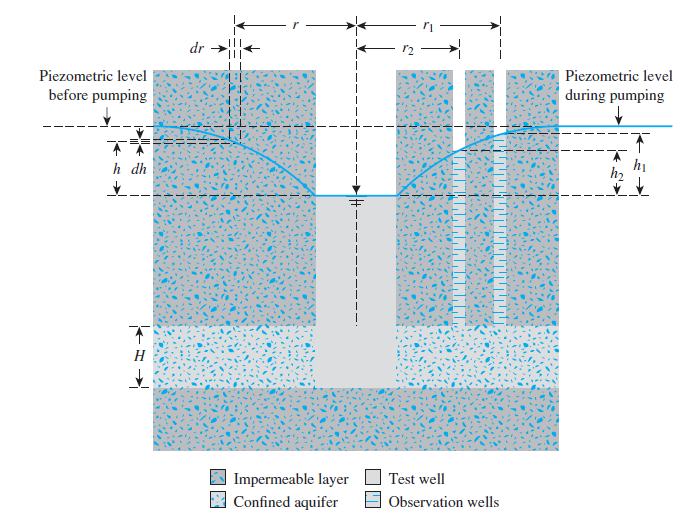 r
r₁
dr
r₂
Piezometric level
before pumping
Piezometric level
during pumping
h
dh
h₂
h₁
H
Impermeable layer
Test well
Confined aquifer
Observation wells